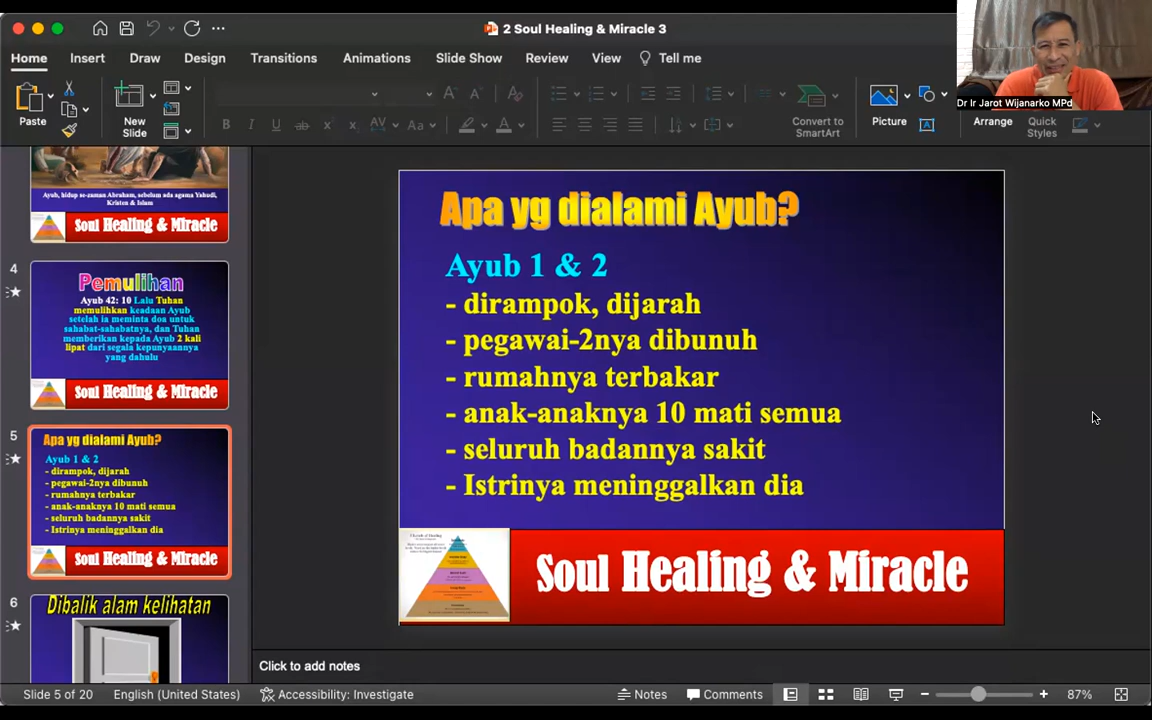 2 Soul Healing & Miracle 3
Home
Insert
Draw
Design
Transitions
Animations
Slide Show
Review
View
Tell me
Dr Ir Jarot Wijanarko MPd
Paste
New
Slide
B
I
U
ab
x²
x₂
AV
Aa
A
Convert to
SmartArt
Picture
Arrange
Quick
Styles
Ayub, hidup se-zaman Abraham, sebelum ada agama Yahudi,
Kristen & Islam
Soul Healing & Miracle
4
Pemulihan
Ayub 42: 10 Lalu Tuhan
memulihkan keadaan Ayub
setelah ia meminta doa untuk
sahabat-sahabatnya, dan Tuhan
memberikan kepada Ayub 2 kali
lipat dari segala kepunyaannya
yang dahulu
Soul Healing & Miracle
5
Apa yg dialami Ayub?
Ayub 1 & 2
- dirampok, dijarah
- pegawai-2nya dibunuh
- rumahnya terbakar
- anak-anaknya 10 mati semua
- seluruh badannya sakit
- Istrinya meninggalkan dia
Soul Healing & Miracle
6
Dibalik alam kelihatan
Apa yg dialami Ayub?
Ayub 1 & 2
- dirampok, dijarah
- pegawai-2nya dibunuh
- rumahnya terbakar
- anak-anaknya 10 mati semua
- seluruh badannya sakit
- Istrinya meninggalkan dia
Soul Healing & Miracle
Click to add notes
Slide 5 of 20
English (United States)
Accessibility: Investigate
Notes
Comments
87%